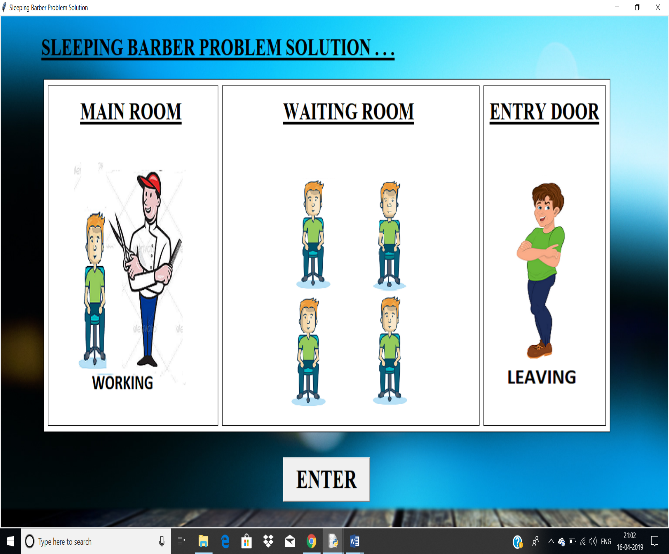 Sleeping Barber Problem Solution
SLEEPING BARBER PROBLEM SOLUTION . . .
MAIN ROOM
WAITING ROOM
ENTRY DOOR
WORKING
LEAVING
ENTER
Type here to search
ENG
21:02
16-04-2019